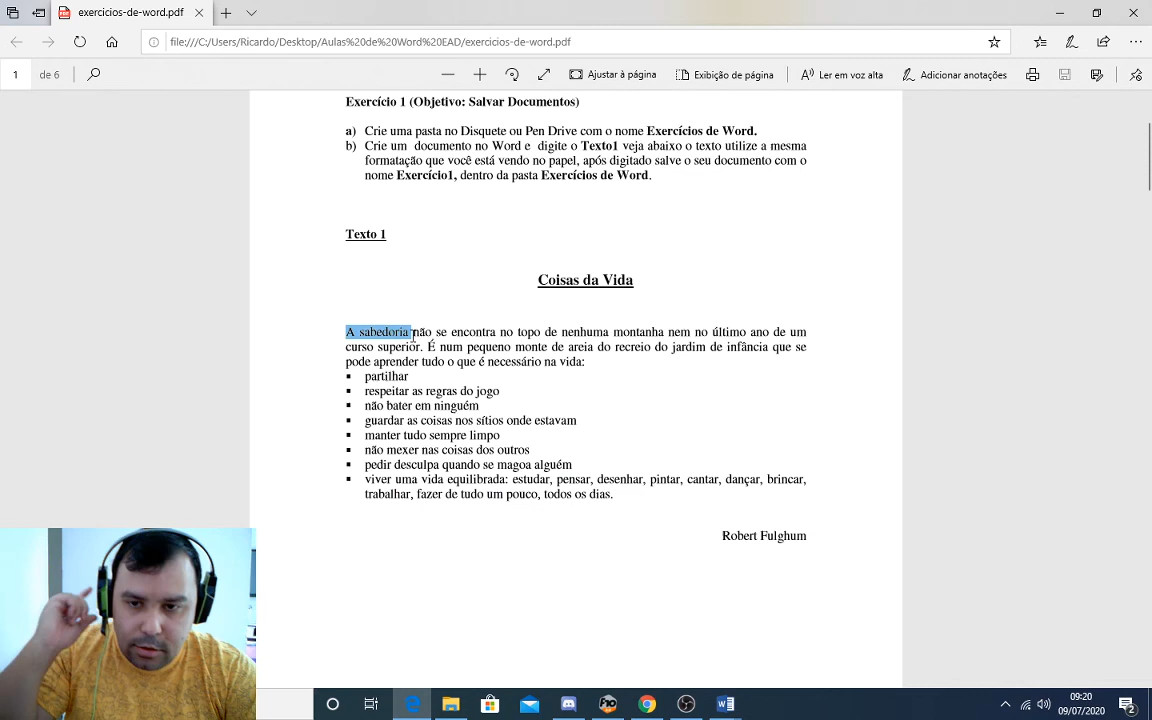 exercicios-de-word.pdf
file:///C:/Users/Ricardo/Desktop/Aulas%20de%20Word%20EAD/exercicios-de-word.pdf
1 de 6 Ajustar à página Exibição de página Ler em voz alta Adicionar anotações
Exercício 1 (Objetivo: Salvar Documentos)
a) Crie uma pasta no Disquete ou Pen Drive com o nome Exercícios de Word.
b) Crie um documento no Word e digite o Texto1 veja abaixo o texto utilize a mesma
formatação que você está vendo no papel, após digitado salve o seu documento com o
nome Exercício1, dentro da pasta Exercícios de Word.
Texto 1
Coisas da Vida
A sabedoria não se encontra no topo de nenhuma montanha nem no último ano de um
curso superior. É num pequeno monte de areia do recreio do jardim de infância que se
pode aprender tudo o que é necessário na vida:
▪ partilhar
▪ respeitar as regras do jogo
▪ não bater em ninguém
▪ guardar as coisas nos sítios onde estavam
▪ manter tudo sempre limpo
▪ não mexer nas coisas dos outros
▪ pedir desculpa quando se magoa alguém
▪ viver uma vida equilibrada: estudar, pensar, desenhar, pintar, cantar, dançar, brincar,
trabalhar, fazer de tudo um pouco, todos os dias.
Robert Fulghum
09:20
09/07/2020
2